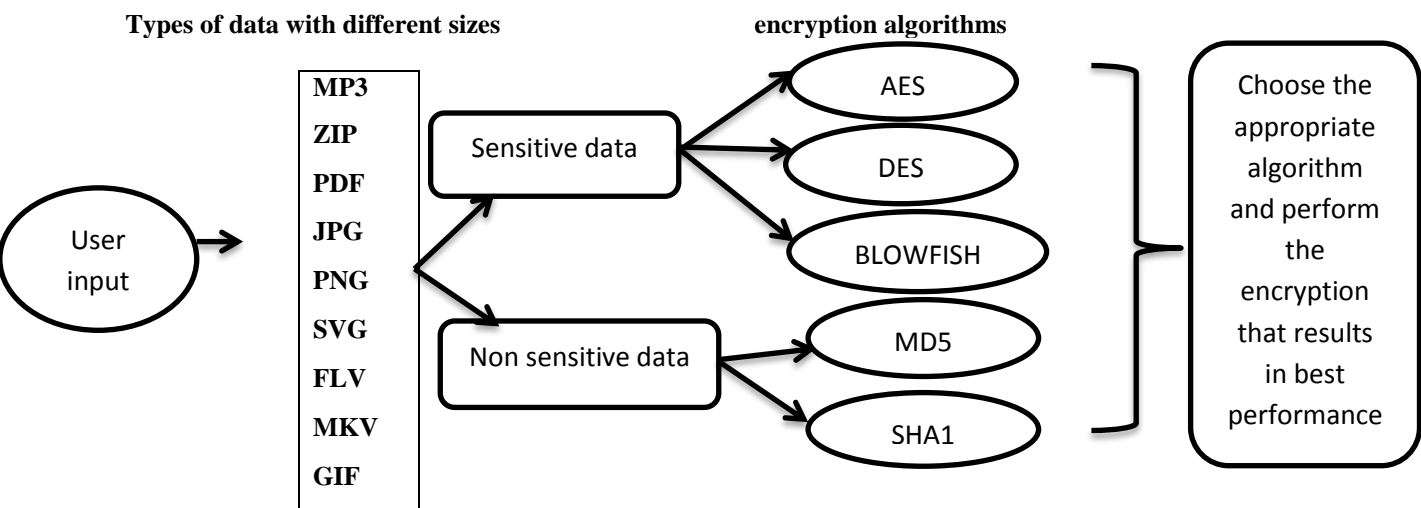 Types of data with different sizes
encryption algorithms
User
input
MP3
ZIP
PDF
JPG
PNG
SVG
FLV
MKV
GIF
Sensitive data
Non sensitive data
AES
DES
BLOWFISH
MD5
SHA1
Choose the
appropriate
algorithm
and perform
the
encryption
that results
in best
performance